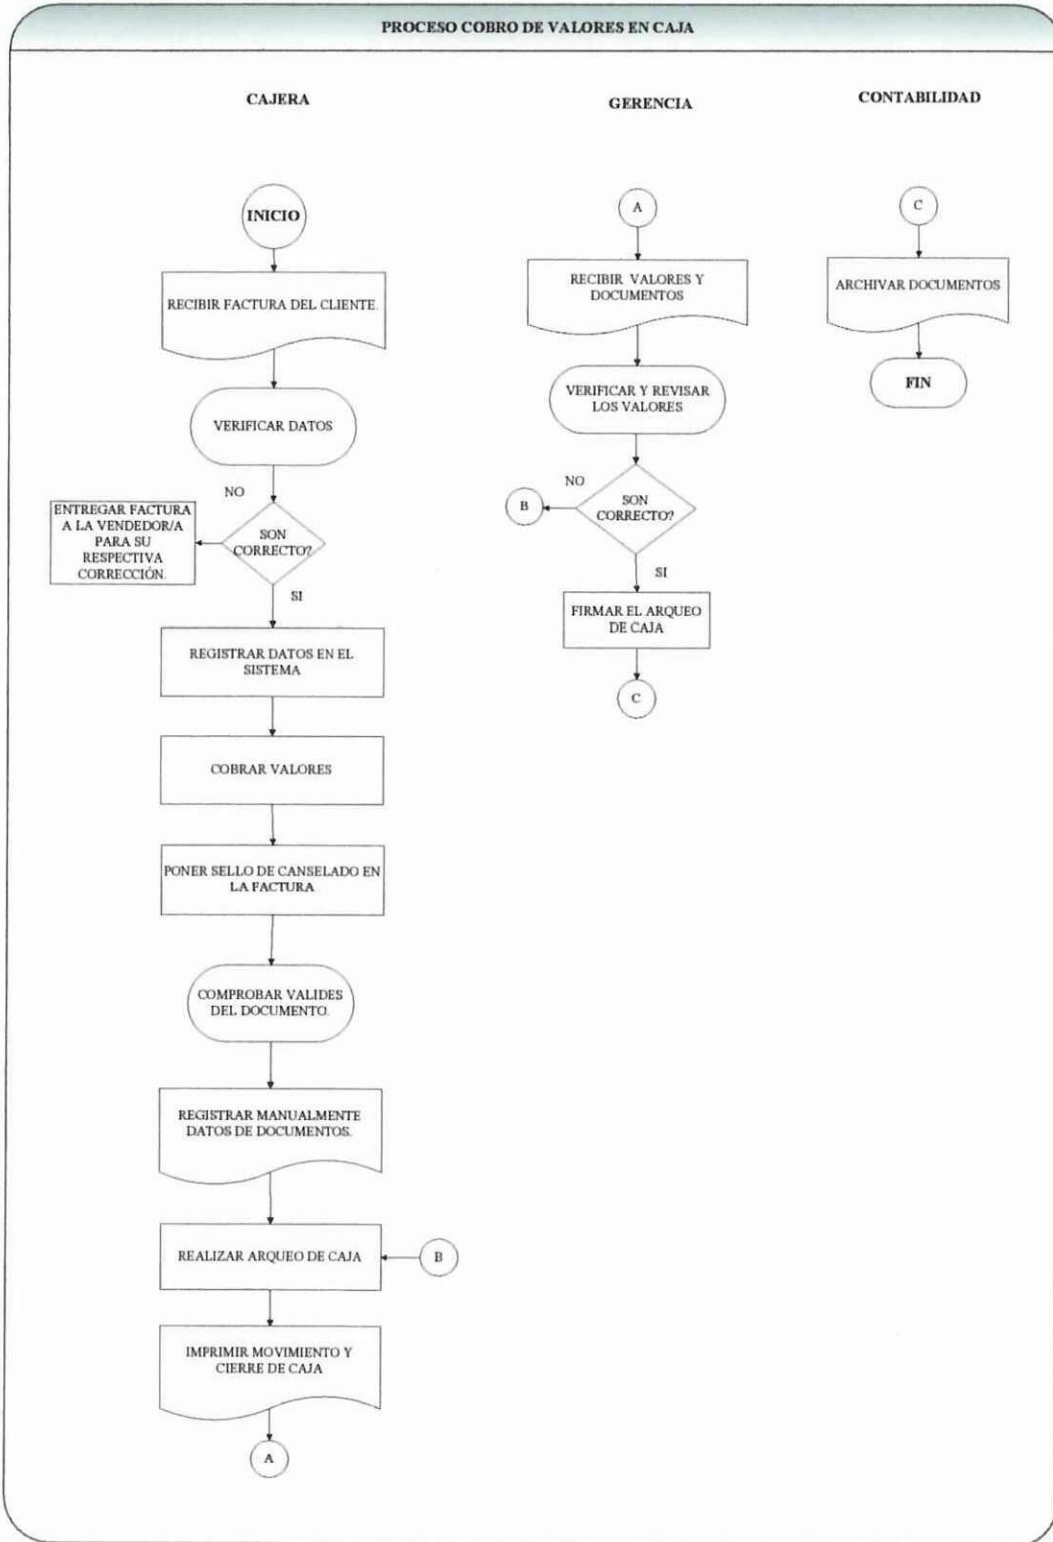 PROCESO COBRO DE VALORES EN CAJA
CAJERA
INICIO
RECIBIR FACTURA DEL CLIENTE.
VERIFICAR DATOS
NO
SON
CORRECTO?
ENTREGAR FACTURA
A LA VENDEDOR/A
PARA SU
RESPECTIVA
CORRECCIÓN.
SI
REGISTRAR DATOS EN EL
SISTEMA
COBRAR VALORES
PONER SELLO DE CANSELADO EN
LA FACTURA
COMPROBAR VALIDES
DEL DOCUMENTO.
REGISTRAR MANUALMENTE
DATOS DE DOCUMENTOS.
REALIZAR ARQUEO DE CAJA
B
IMPRIMIR MOVIMIENTO Y
CIERRE DE CAJA
A
GERENCIA
A
RECIBIR VALORES Y
DOCUMENTOS
VERIFICAR Y REVISAR
LOS VALORES
NO
SON
CORRECTO?
B
SI
FIRMAR EL ARQUEO
DE CAJA
C
CONTABILIDAD
C
ARCHIVAR DOCUMENTOS
FIN